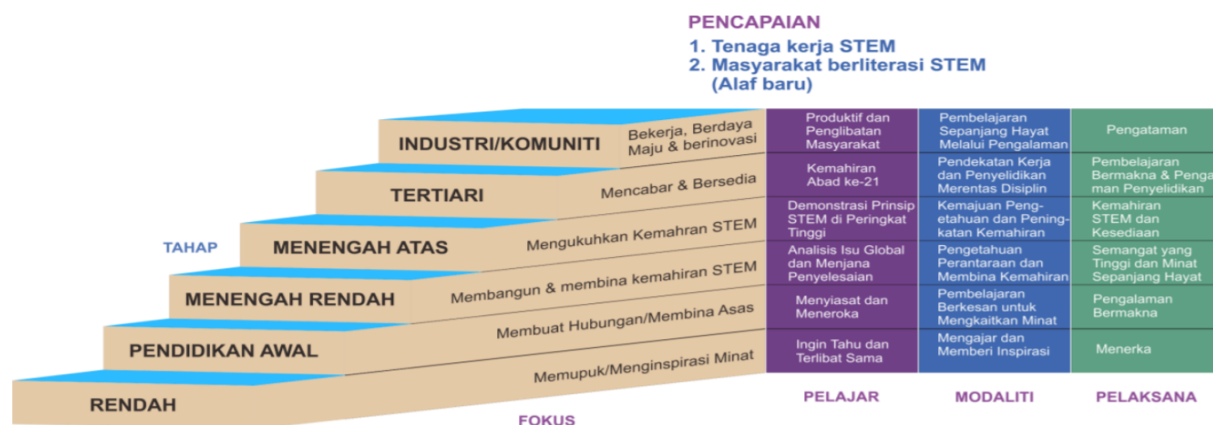 PENCAPAIAN
1. Tenaga kerja STEM
2. Masyarakat berliterasi STEM
(Alaf baru)
TAHAP
INDUSTRI/KOMUNITI
Bekerja, Berdaya
Maju & berinovasi
Produktif dan
Penglibatan
Masyarakat
Pembelajaran
Sepanjang Hayat
Melalui Pengalaman
Pengataman
TERTIARI
Mencabar & Bersedia
Kemahiran
Abad ke-21
Pendekatan Kerja
dan Penyelidikan
Merentas Disiplin
Pembelajaran
Bermakna & Penga
man Penyelidikan
MENENGAH ATAS
Mengukuhkan Kemahran STEM
Demonstrasi Prinsip
STEM di Peringkat
Tinggi
Kemajuan Peng-
etahuan dan Pening-
katan Kemahiran
Kemahiran
STEM dan
Kesediaan
MENENGAH RENDAH
Membangun & membina kemahiran STEM
Analisis Isu Global
dan Menjana
Penyelesaian
Pengetahuan
Perantaraan dan
Membina Kemahiran
Semangat yang
Tinggi dan Minat
Sepanjang Hayat
PENDIDIKAN AWAL
Membuat Hubungan/Membina Asas
Menyiasat dan
Meneroka
Pembelajaran
Berkesan untuk
Mengkaitkan Minat
Pengalaman
Bermakna
RENDAH
Memupuk/Menginspirasi Minat
Ingin Tahu dan
Terlibat Sama
Mengajar dan
Memberi Inspirasi
Menerka
FOKUS
PELAJAR
MODALITI
PELAKSANA